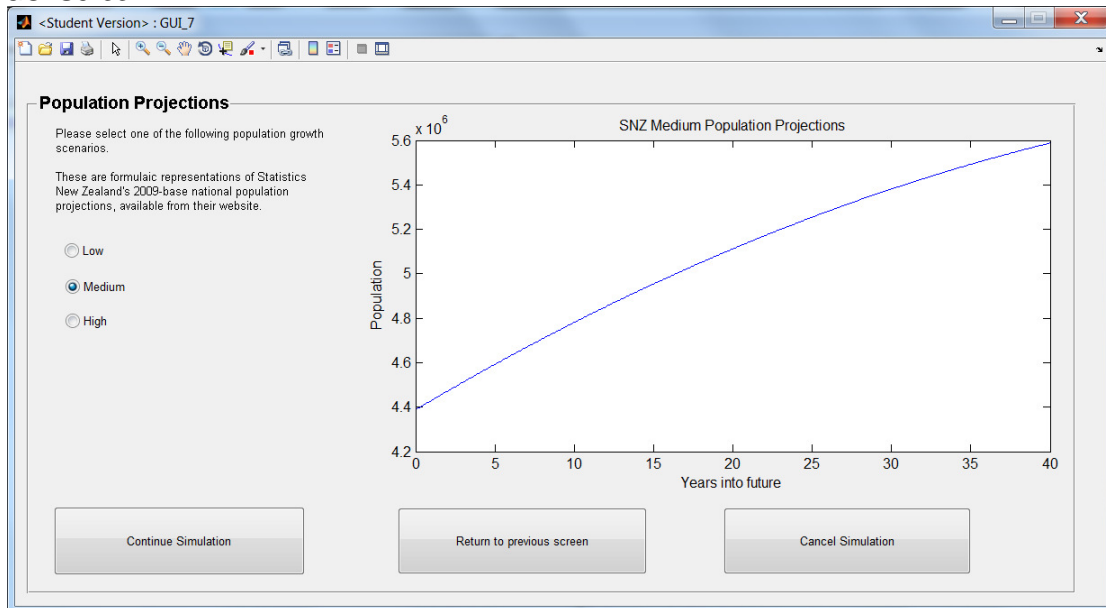 <Student Version> : GUI_7
Population Projections
Please select one of the following population growth
scenarios.
These are formulaic representations of Statistics
New Zealand's 2009-base national population
projections, available from their website.
Low
Medium
High
SNZ Medium Population Projections
x 10^6
5.6
5.4
5.2
5
4.8
4.6
4.4
4.2
Population
0 5 10 15 20 25 30 35 40
Years into future
Continue Simulation
Return to previous screen
Cancel Simulation